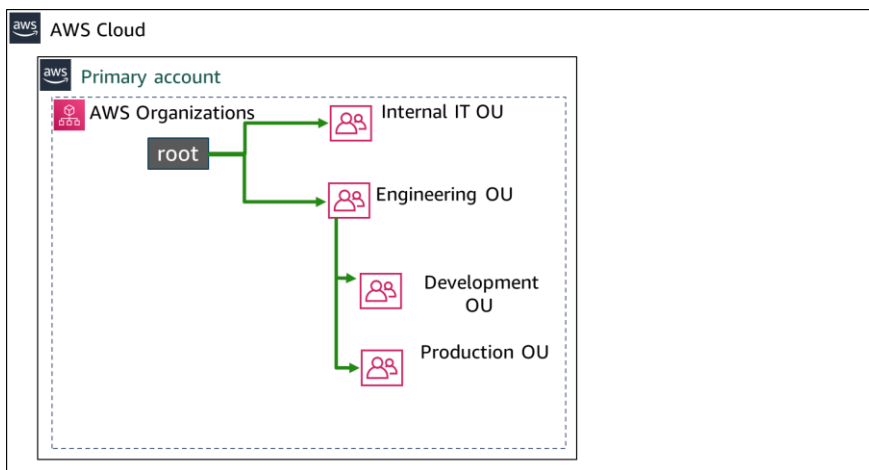 aws
AWS Cloud
aws
Primary account
AWS Organizations
root
Internal IT OU
Engineering OU
Development
OU
Production OU